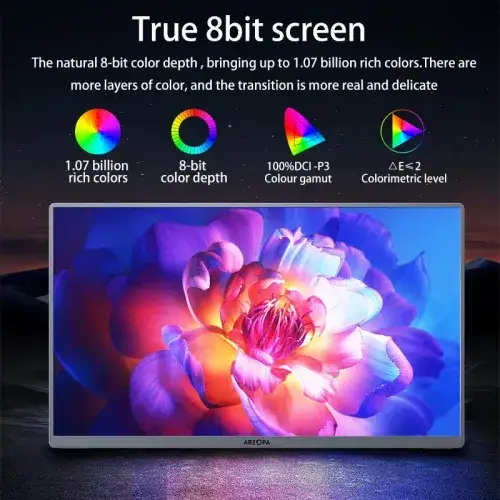 True 8bit screen
The natural 8-bit color depth , bringing up to 1.07 billion rich colors.There are
more layers of color, and the transition is more real and delicate
1.07 billion
rich colors
8-bit
color depth
100%DCI -P3
Colour gamut
△E≤2
Colorimetric level
ARZOPA